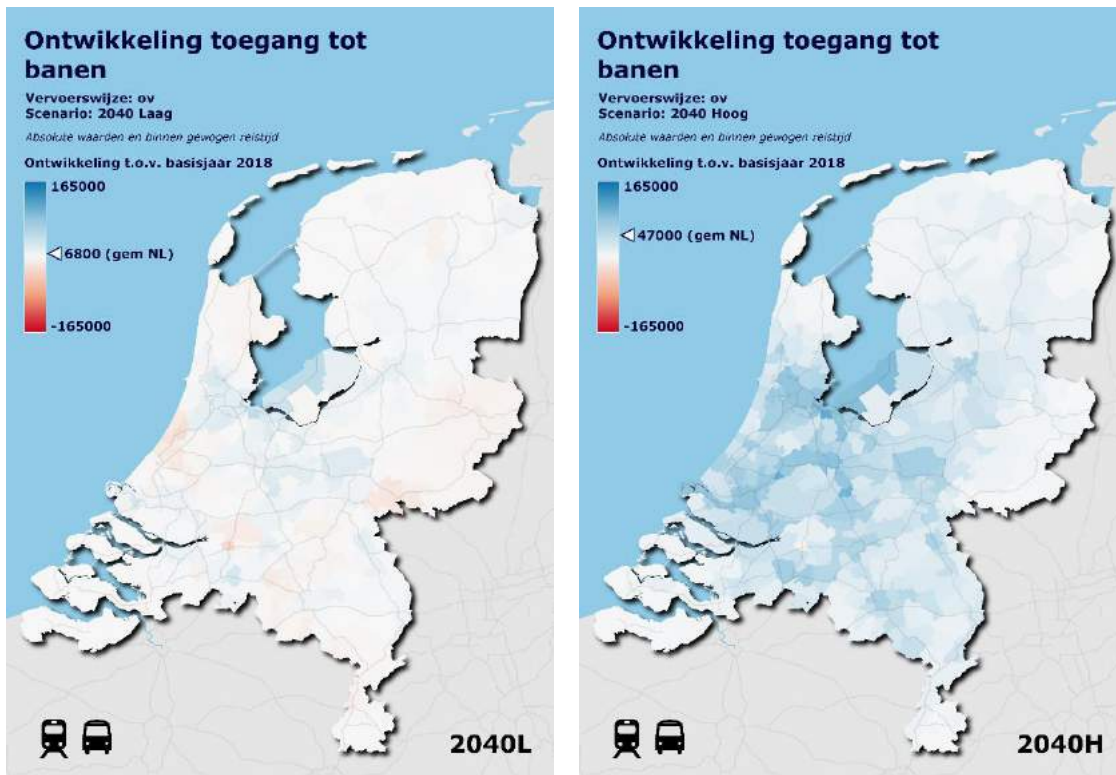 Ontwikkeling toegang tot
banen
Vervoerswijze: ov
Scenario: 2040 Laag
Absolute waarden en binnen gewogen reistijd
Ontwikkeling t.o.v. basisjaar 2018
165000
6800 (gem NL)
-165000
2040L
Ontwikkeling toegang tot
banen
Vervoerswijze: ov
Scenario: 2040 Hoog
Absolute waarden en binnen gewogen reistijd
Ontwikkeling t.o.v. basisjaar 2018
165000
47000 (gem NL)
-165000
2040H